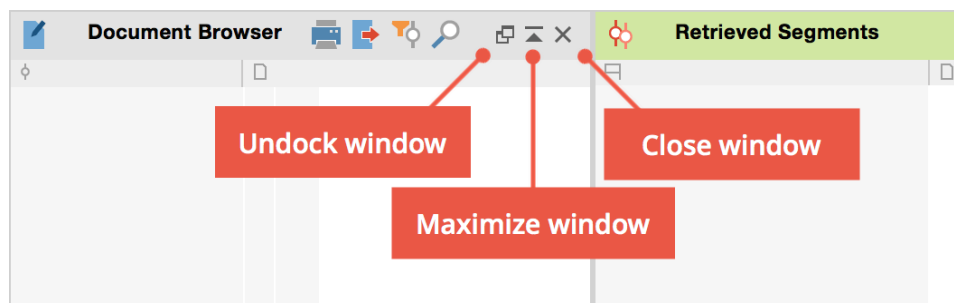 Document Browser
Retrieved Segments
Undock window
Close window
Maximize window